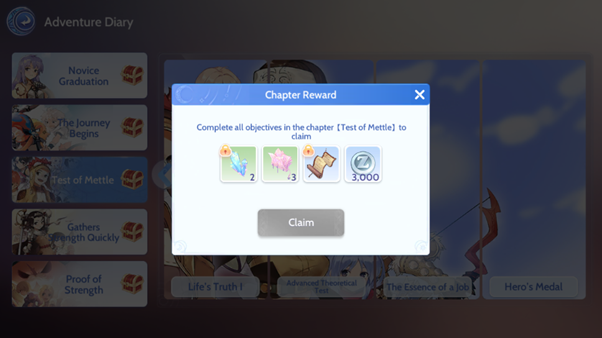 Adventure Diary
Novice
Graduation
The Journey
Begins
Test of Mettle
Gathers
Strength Quickly
Proof of
Strength
Chapter Reward
Complete all objectives in the chapter【Test of Mettle】to
claim
2
3
3,000
Claim
Life's Truth I
Advanced Theoretical
Test
The Essence of a Job
Hero's Medal